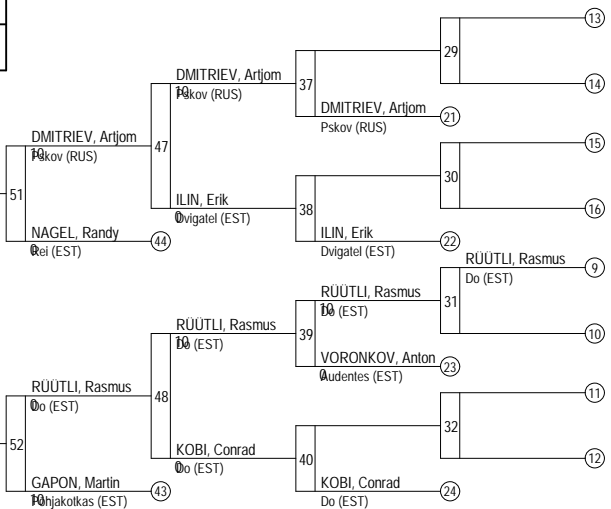 13
29
DMITRIEV, Artjom
10
Pskov (RUS)
37
14
DMITRIEV, Artjom
21
Pskov (RUS)
DMITRIEV, Artjom
10
Pskov (RUS)
47
15
30
51
ILIN, Erik
0
Dvigatel (EST)
38
16
NAGEL, Randy
0
Rei (EST)
44
ILIN, Erik
22
Dvigatel (EST)
RÜÜTLI, Rasmus
9
Do (EST)
RÜÜTLI, Rasmus
10
Do (EST)
31
RÜÜTLI, Rasmus
10
Do (EST)
39
10
VORONKOV, Anton
23
0
Audentes (EST)
RÜÜTLI, Rasmus
0
Do (EST)
48
11
32
52
KOBI, Conrad
0
Do (EST)
40
12
GAPON, Martin
10
Põhjakotkas (EST)
43
KOBI, Conrad
24
Do (EST)